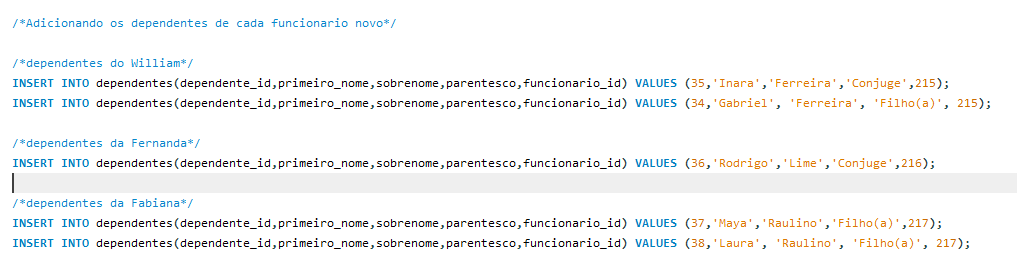 /*Adicionando os dependentes de cada funcionario novo*/
/*dependentes do William*/
INSERT INTO dependentes(dependente_id,primeiro_nome,sobrenome,parentesco,funcionario_id) VALUES (35,'Inara','Ferreira','Conjuge',215);
INSERT INTO dependentes(dependente_id,primeiro_nome,sobrenome,parentesco,funcionario_id) VALUES (34,'Gabriel', 'Ferreira', 'Filho(a)', 215);
/*dependentes da Fernanda*/
INSERT INTO dependentes(dependente_id,primeiro_nome,sobrenome,parentesco,funcionario_id) VALUES (36,'Rodrigo','Lime','Conjuge',216);
/*dependentes da Fabiana*/
INSERT INTO dependentes(dependente_id,primeiro_nome,sobrenome,parentesco,funcionario_id) VALUES (37,'Maya','Raulino','Filho(a)',217);
INSERT INTO dependentes(dependente_id,primeiro_nome,sobrenome,parentesco,funcionario_id) VALUES (38,'Laura', 'Raulino', 'Filho(a)', 217);